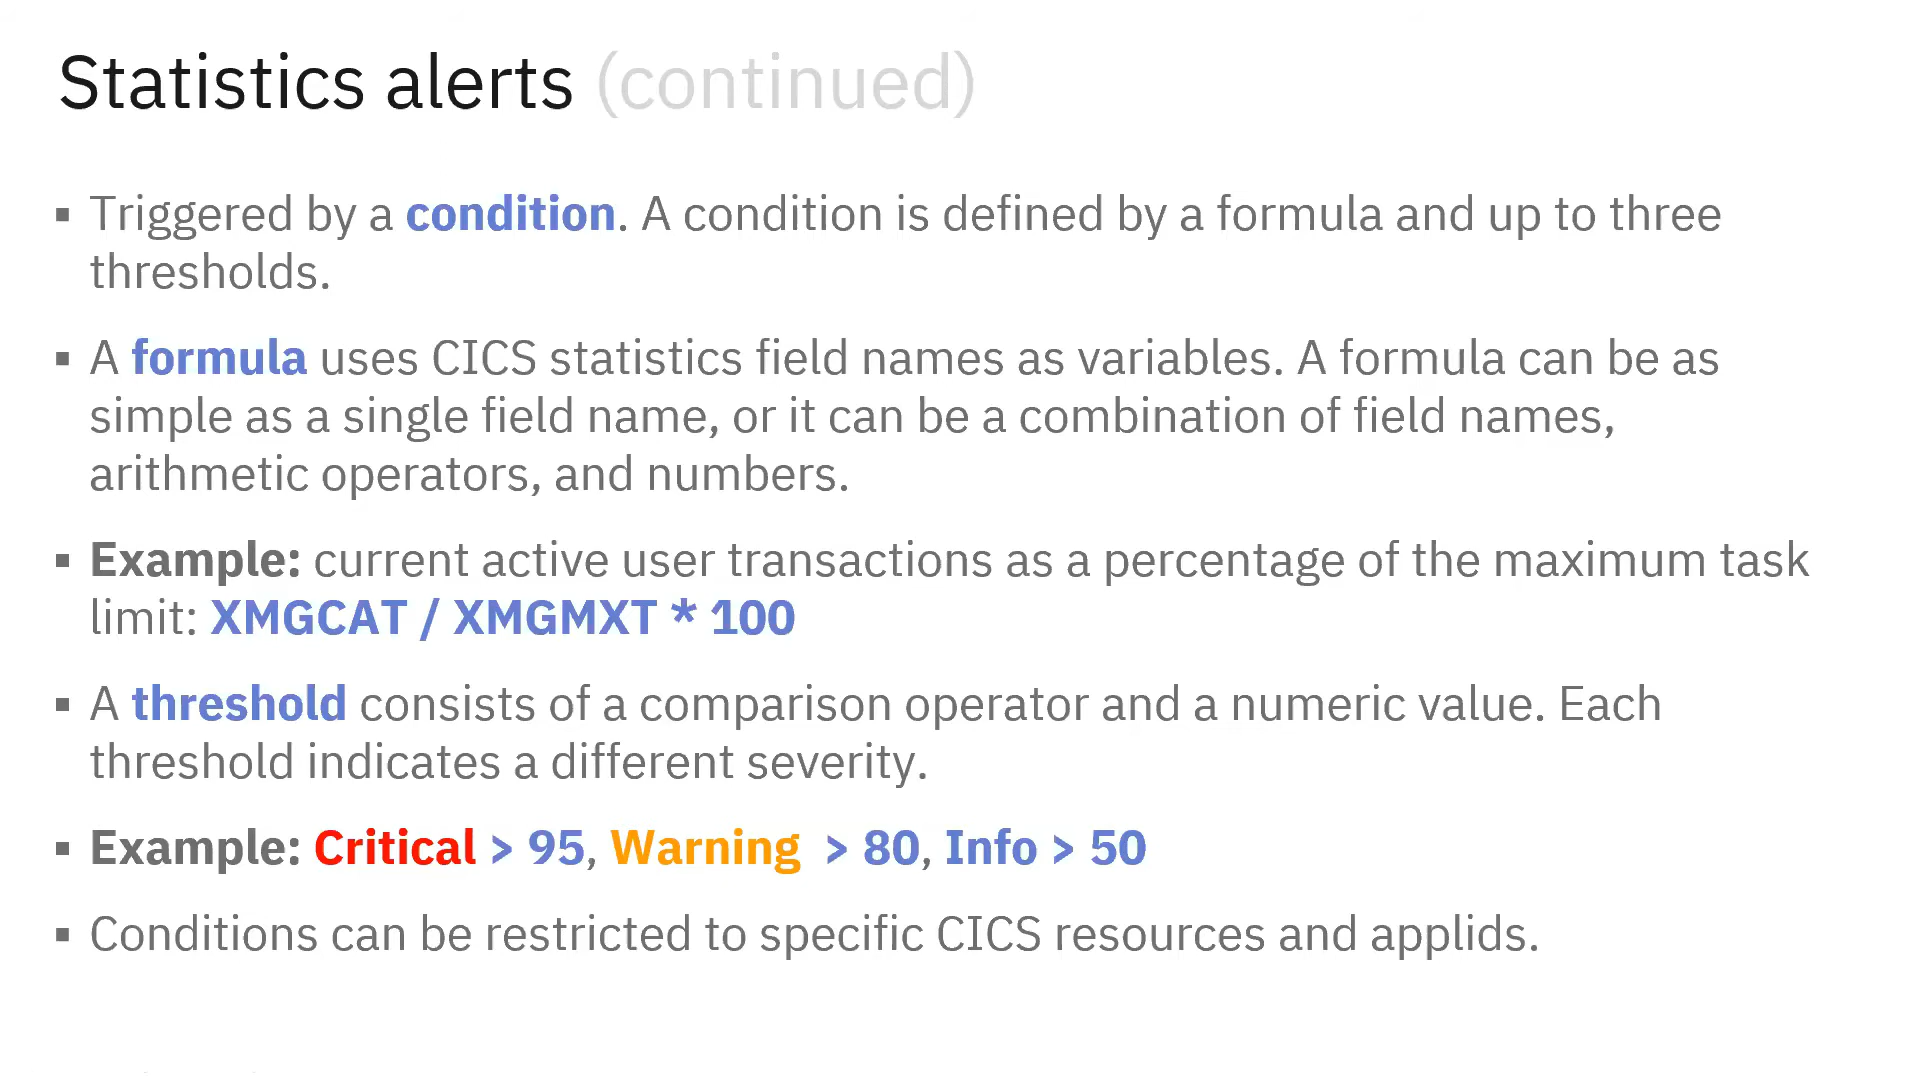 Statistics alerts (continued)
▪ Triggered by a condition. A condition is defined by a formula and up to three
thresholds.
▪ A formula uses CICS statistics field names as variables. A formula can be as
simple as a single field name, or it can be a combination of field names,
arithmetic operators, and numbers.
▪ Example: current active user transactions as a percentage of the maximum task
limit: XMGCAT / XMGMXT * 100
▪ A threshold consists of a comparison operator and a numeric value. Each
threshold indicates a different severity.
▪ Example: Critical > 95, Warning > 80, Info > 50
▪ Conditions can be restricted to specific CICS resources and applids.